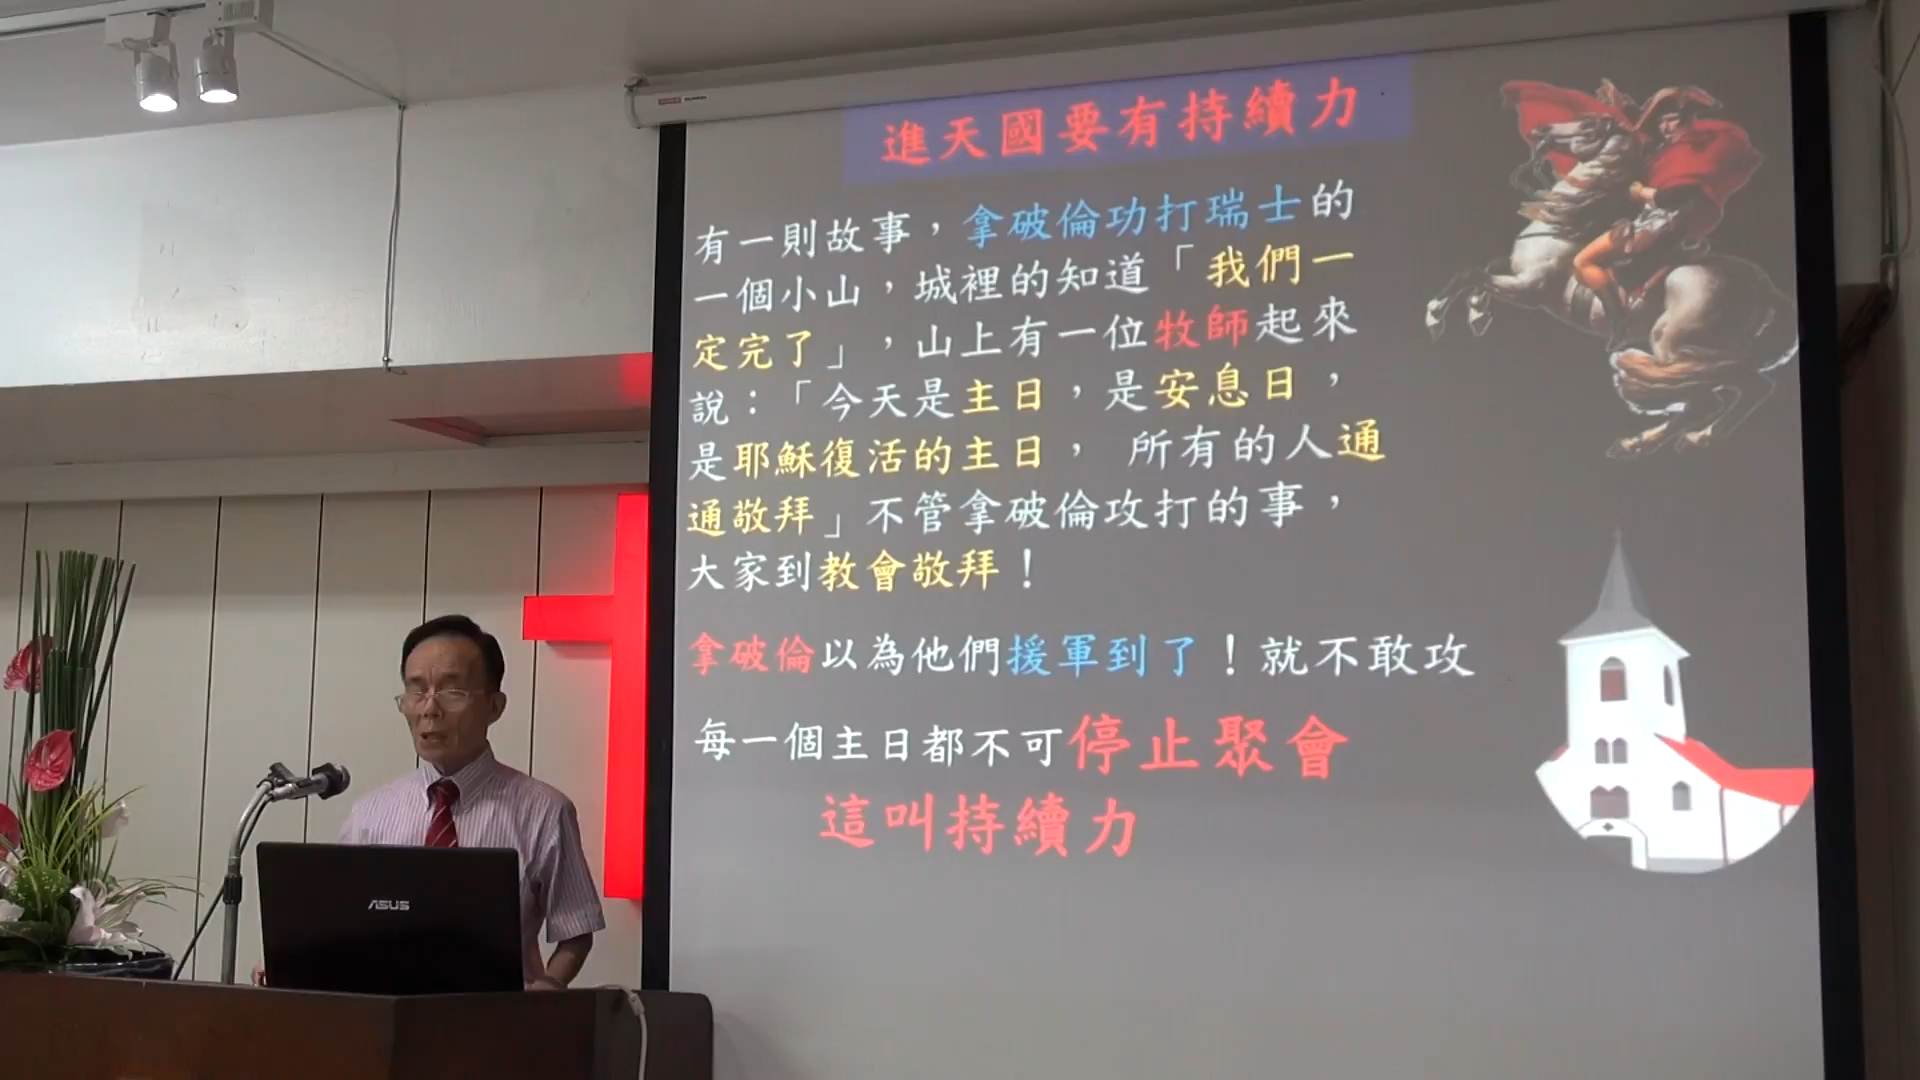 進天國要有持續力
有一則故事，拿破倫功打瑞士的
一個小山，城裡的知道「我們一
定完了」，山上有一位牧師起來
說：「今天是主日，是安息日，
是耶穌復活的主日， 所有的人通
通敬拜」不管拿破倫攻打的事，
大家到教會敬拜！
拿破倫以為他們援軍到了！就不敢攻
每一個主日都不可停止聚會
這叫持續力
ASUS